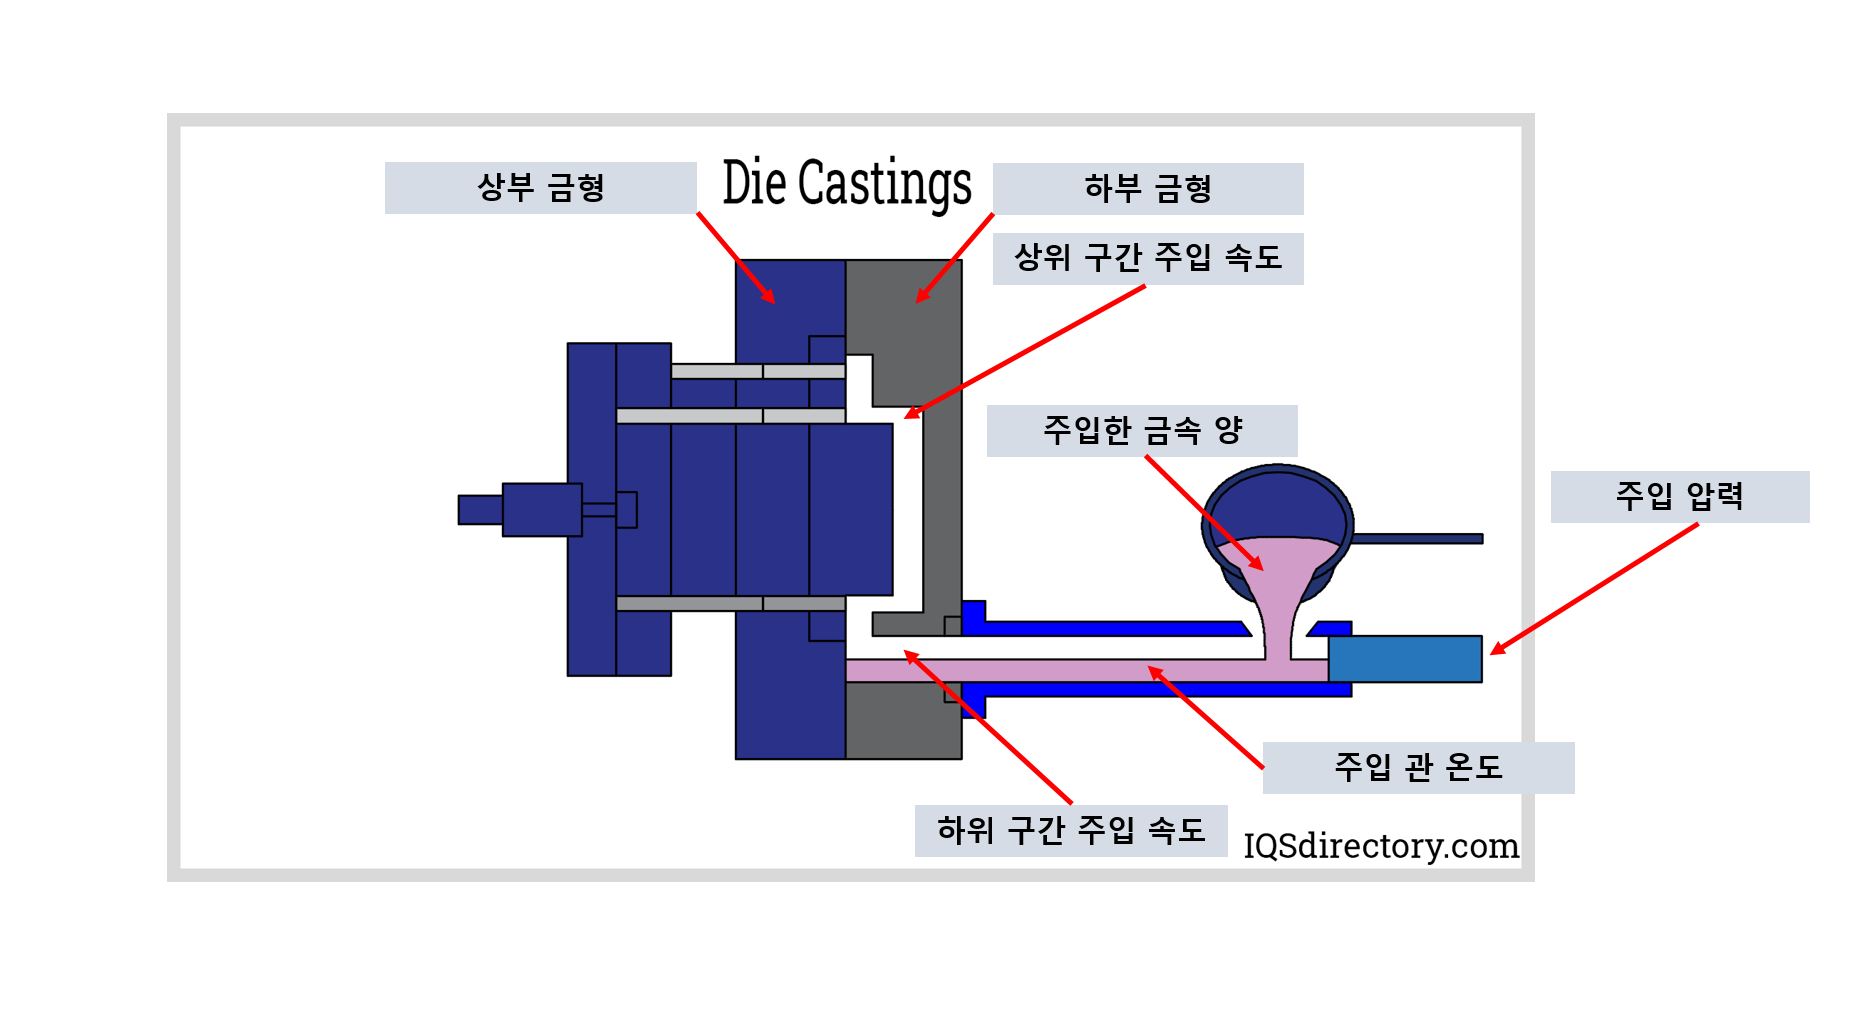 상부 금형
Die Castings
하부 금형
상위 구간 주입 속도
주입한 금속 양
주입 압력
주입 관 온도
하위 구간 주입 속도
IQSdirectory.com